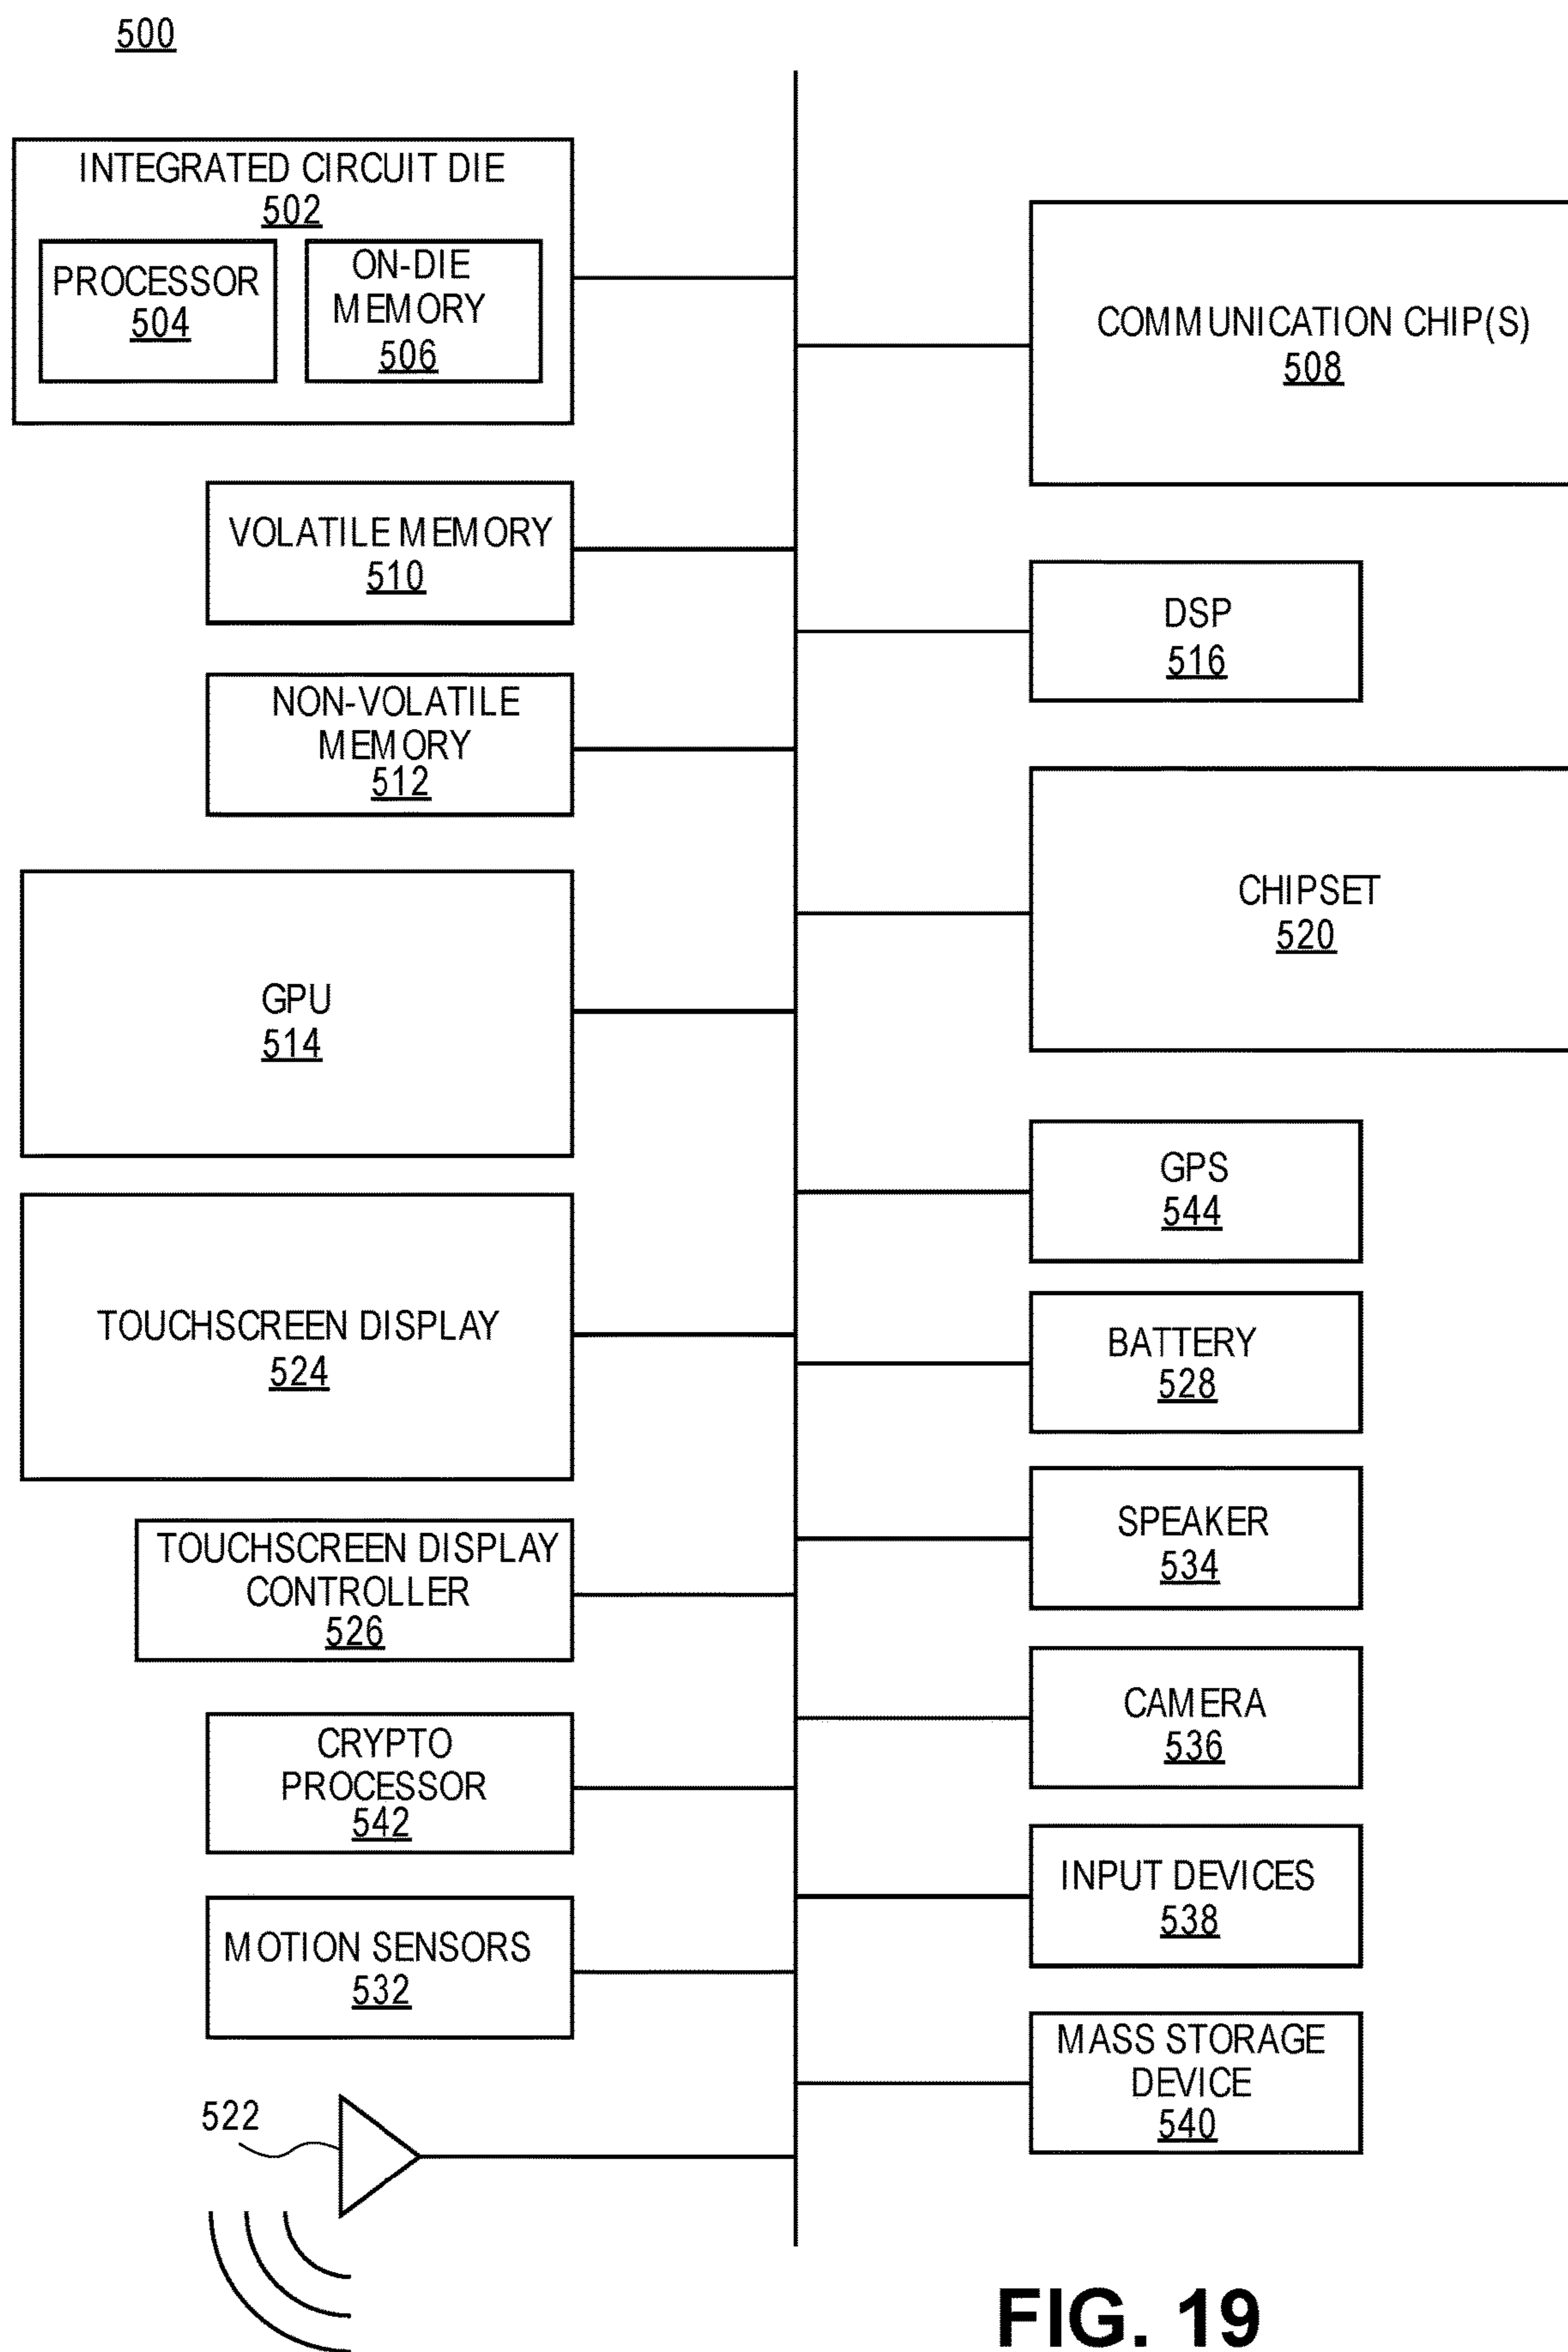 500
INTEGRATED CIRCUIT DIE
502
PROCESSOR
504
ON-DIE
MEMORY
506
COMMUNICATION CHIP(S)
508
VOLATILE MEMORY
510
DSP
516
NON-VOLATILE
MEMORY
512
CHIPSET
520
GPU
514
GPS
544
TOUCHSCREEN DISPLAY
524
BATTERY
528
SPEAKER
534
TOUCHSCREEN DISPLAY
CONTROLLER
526
CAMERA
536
CRYPTO
PROCESSOR
542
INPUT DEVICES
538
MOTION SENSORS
532
MASS STORAGE
DEVICE
540
522
FIG. 19